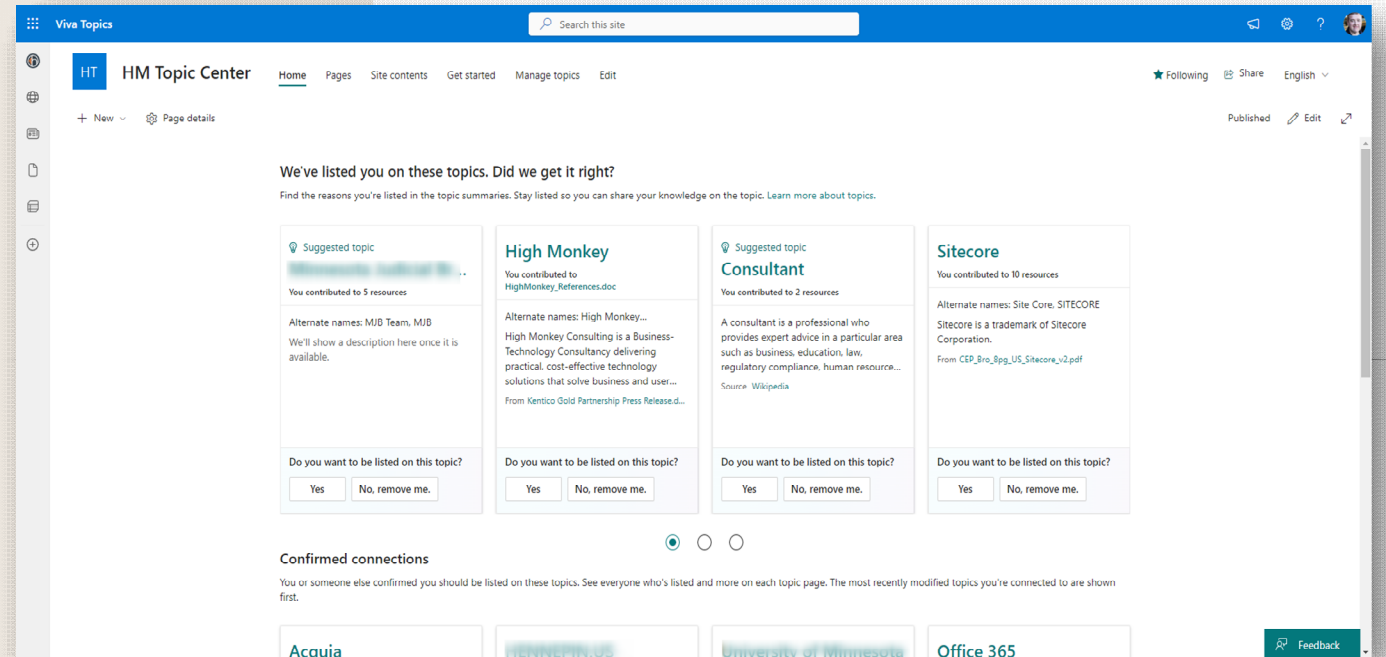 Viva Topics
Search this site
HT
HM Topic Center
Home
Pages
Site contents
Get started
Manage topics
Edit
Following
Share
English
New
Page details
Published
Edit
We've listed you on these topics. Did we get it right?
Find the reasons you're listed in the topic summaries. Stay listed so you can share your knowledge on the topic. Learn more about topics.
Suggested topic
You contributed to 5 resources
Alternate names: MJB Team, MJB
We'll show a description here once it is
available.
Do you want to be listed on this topic?
Yes
No, remove me.
High Monkey
You contributed to
HighMonkey_References.doc
Alternate names: High Monkey...
High Monkey Consulting is a Business-
Technology Consultancy delivering
practical, cost-effective technology
solutions that solve business and user...
From Kentico Gold Partnership Press Release.d...
Do you want to be listed on this topic?
Yes
No, remove me.
Suggested topic
Consultant
You contributed to 2 resources
A consultant is a professional who
provides expert advice in a particular area
such as business, education, law,
regulatory compliance, human resource...
Source Wikipedia
Do you want to be listed on this topic?
Yes
No, remove me.
Sitecore
You contributed to 10 resources
Alternate names: Site Core, SITECORE
Sitecore is a trademark of Sitecore
Corporation.
From CEP_Bro_8pg_US_Sitecore_v2.pdf
Do you want to be listed on this topic?
Yes
No, remove me.
Confirmed connections
You or someone else confirmed you should be listed on these topics. See everyone who's listed and more on each topic page. The most recently modified topics you're connected to are shown
first.
Acquia
Office 365
Feedback